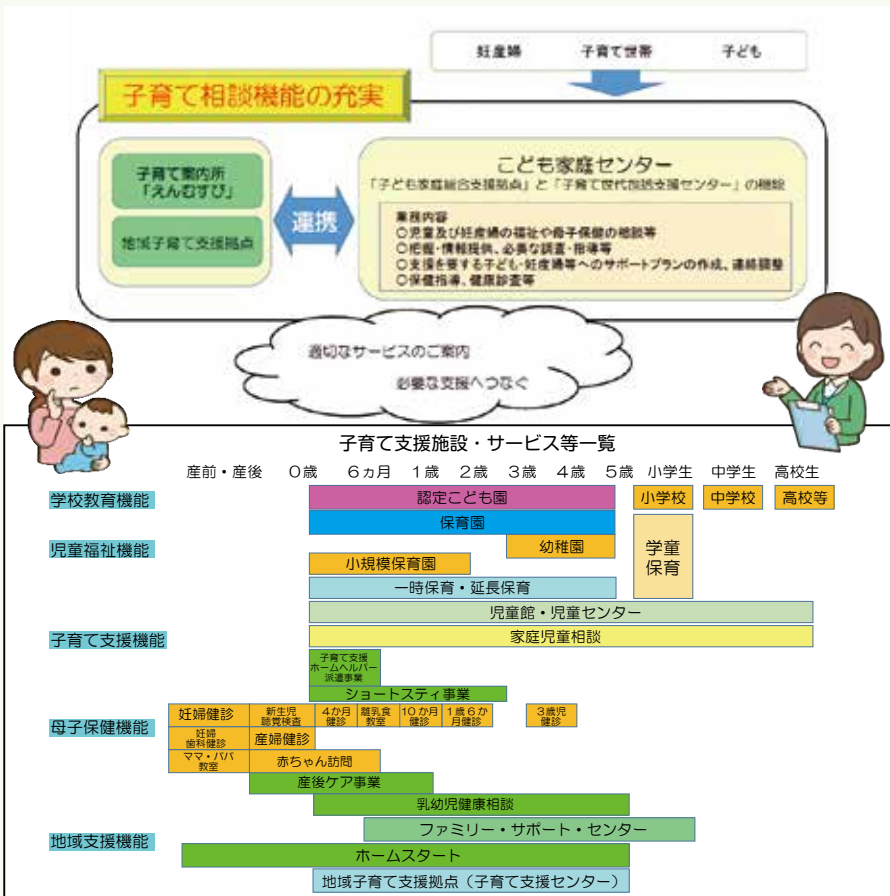 妊産婦 子育て世帯 子ども
子育て相談機能の充実
子育て案内所
「えんむすび」
地域子育て支援拠点
連携
こども家庭センター
「子ども家庭総合支援拠点」と「子育て世代包括支援センター」の機能
業務内容
○児童及び妊産婦の福祉や母子保健の相談等
○把握・情報提供、必要な調査・指導等
○支援を要する子ども・妊産婦等へのサポートプランの作成、連絡調整
○保健指導、健康診査等
適切なサービスのご案内
必要な支援へつなぐ
子育て支援施設・サービス等一覧
産前・産後 0歳 6ヵ月 1歳 2歳 3歳 4歳 5歳 小学生 中学生 高校生
学校教育機能
認定こども園
小学校 中学校 高校等
保育園
児童福祉機能
幼稚園
学童
保育
小規模保育園
一時保育・延長保育
児童館・児童センター
子育て支援機能
家庭児童相談
子育て支援
ホームヘルパー
派遣事業
ショートスティ事業
母子保健機能
妊婦健診
新生児
聴覚検査
4か月
健診
離乳食
教室
10か月
健診
1歳6か
月健診
3歳児
健診
妊婦
歯科健診
産婦健診
ママ・パパ
教室
赤ちゃん訪問
産後ケア事業
乳幼児健康相談
地域支援機能
ファミリー・サポート・センター
ホームスタート
地域子育て支援拠点（子育て支援センター）